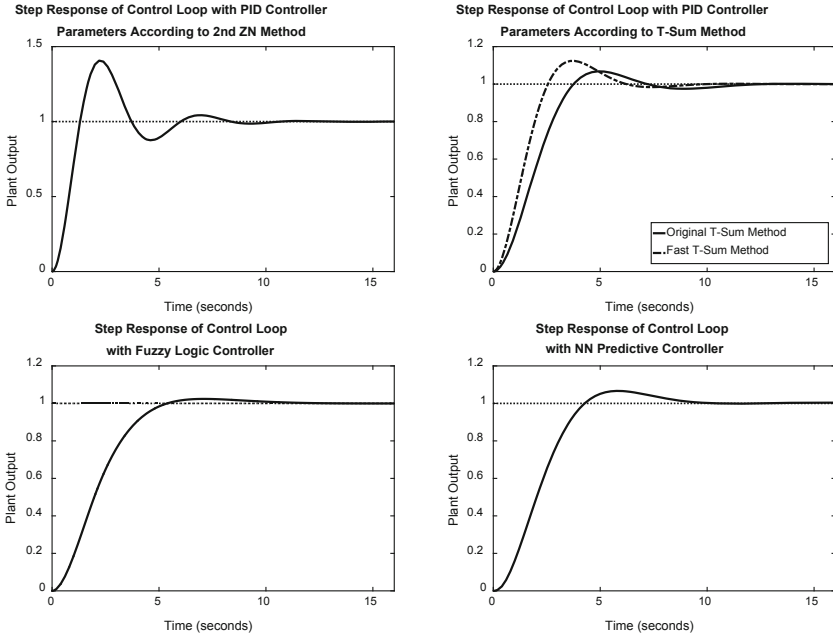 Step Response of Control Loop with PID Controller
Parameters According to 2nd ZN Method
1.5
1
0.5
0
Plant Output
0
5
10
15
Time (seconds)
Step Response of Control Loop with PID Controller
Parameters According to T-Sum Method
1.2
1
0.8
0.6
0.4
0.2
0
Plant Output
Original T-Sum Method
Fast T-Sum Method
0
5
10
15
Time (seconds)
Step Response of Control Loop
with Fuzzy Logic Controller
1.2
1
0.8
0.6
0.4
0.2
0
Plant Output
0
5
10
15
Time (seconds)
Step Response of Control Loop
with NN Predictive Controller
1.2
1
0.8
0.6
0.4
0.2
0
Plant Output
0
5
10
15
Time (seconds)